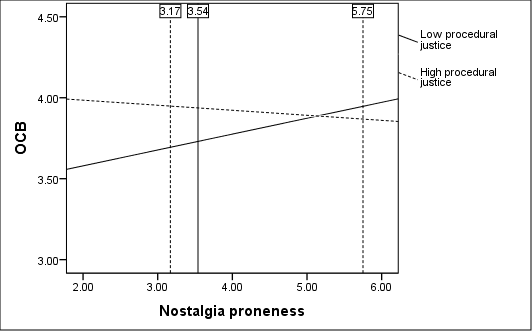 3.17 3.54 5.75
4.50
4.00
3.50
3.00
OCB
2.00 3.00 4.00 5.00 6.00
Nostalgia proneness
Low procedural
justice
High procedural
justice